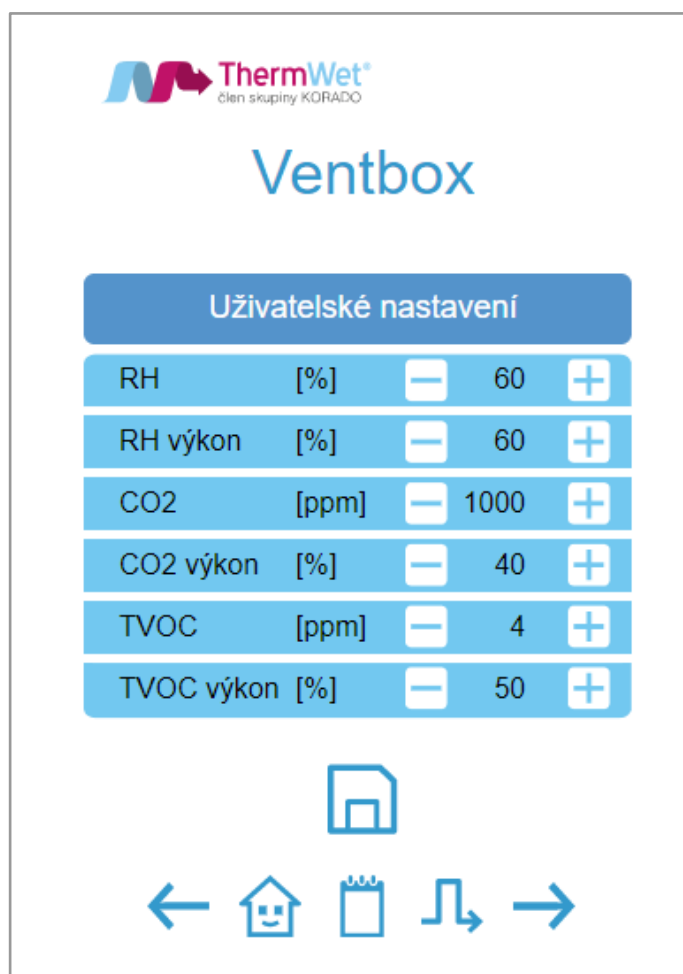 ThermWet®
člen skupiny KORADO
Ventbox
Uživatelské nastavení
RH [%] 60
RH výkon [%] 60
CO2 [ppm] 1000
CO2 výkon [%] 40
TVOC [ppm] 4
TVOC výkon [%] 50